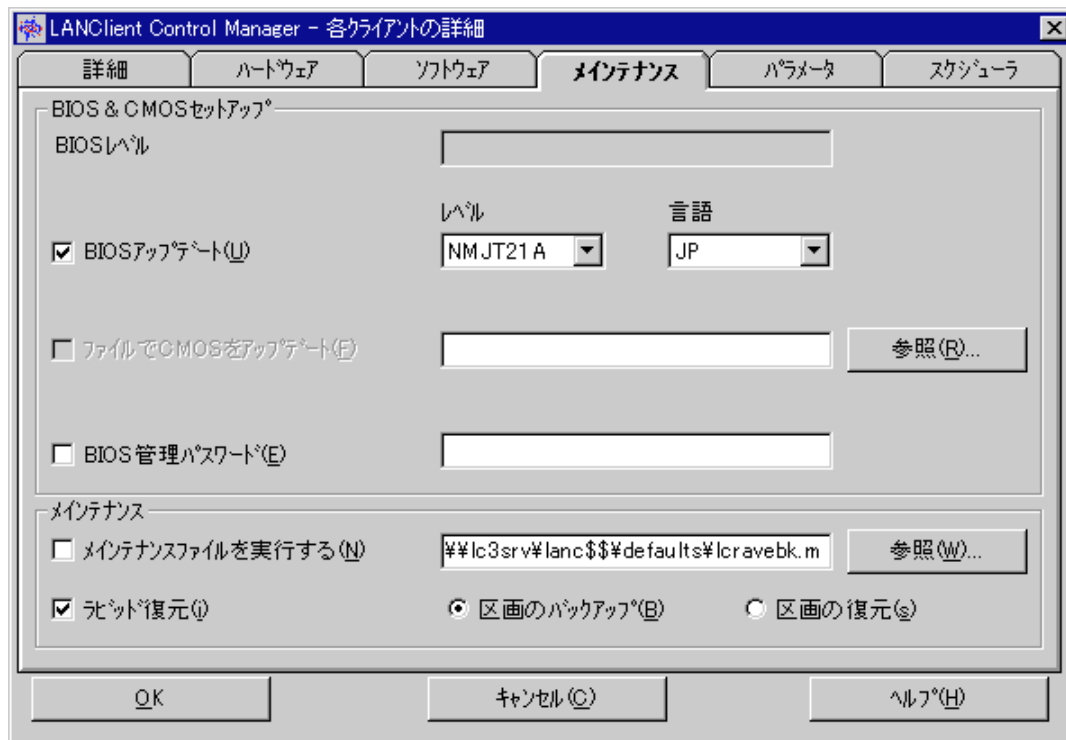 LANClient Control Manager - 各クライアントの詳細
詳細 ハードウェア ソフトウェア メインテナンス パラメータ スケジューラ
BIOS & CMOSセットアップ
BIOSレベル
レベル 言語
BIOSアップデート(U) NMJT21A JP
ファイルでCMOSをアップデート(F) 参照(R)...
BIOS管理パスワード(E)
メインテナンス
メインテナンスファイルを実行する(N) ¥¥lc3srv¥lanc$$¥defaults¥lcravebk.m 参照(W)...
ラピッド復元(i) 区画のバックアップ(B) 区画の復元(s)
OK キャンセル(C) ヘルプ(H)